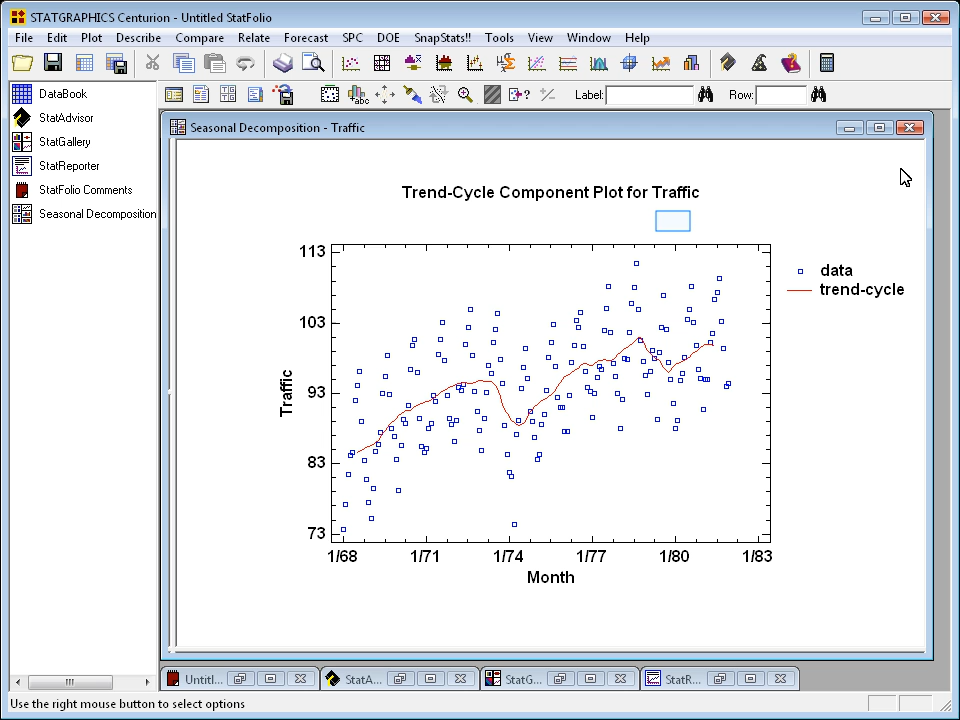 STATGRAPHICS Centurion - Untitled StatFolio
File Edit Plot Describe Compare Relate Forecast SPC DOE SnapStats!! Tools View Window Help
Label: Row:
DataBook
StatAdvisor
StatGallery
StatReporter
StatFolio Comments
Seasonal Decomposition
Seasonal Decomposition - Traffic
Trend-Cycle Component Plot for Traffic
113
103
93
83
73
Traffic
1/68 1/71 1/74 1/77 1/80 1/83
Month
data
trend-cycle
Untitl... StatA... StatG... StatR...
Use the right mouse button to select options